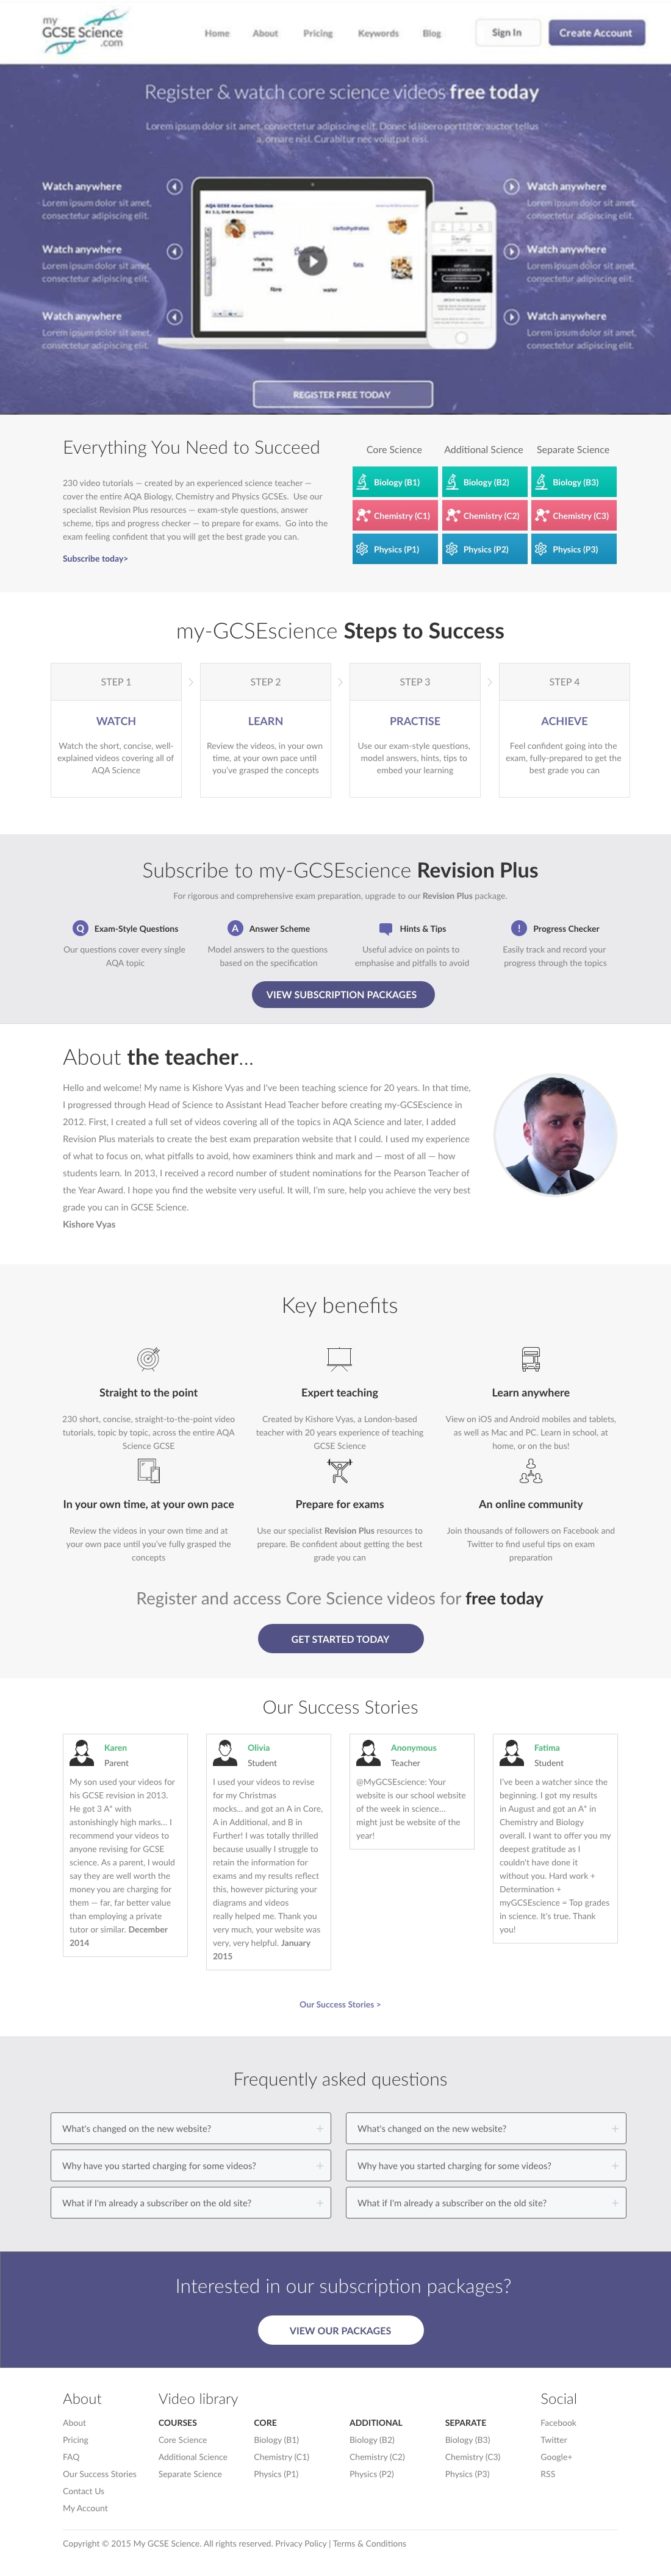 my
GCSE Science
.com
Home About Pricing Keywords Blog Sign In Create Account
Register & watch core science videos free today
Lorem ipsum dolor sit amet, consectetur adipiscing elit. Donec id libero porttitor, auctor tellus
a, ornare nisl. Curabitur nec volutpat nisi.
Watch anywhere
Lorem ipsum dolor sit amet,
consectetur adipiscing elit.
Watch anywhere
Lorem ipsum dolor sit amet,
consectetur adipiscing elit.
Watch anywhere
Lorem ipsum dolor sit amet,
consectetur adipiscing elit.
AQA GCSE new Core Science
B1 1.1, Diet & Exercise
proteins
carbohydrates
vitamins
&
minerals
fats
fibre
water
Watch anywhere
Lorem ipsum dolor sit amet,
consectetur adipiscing elit.
Watch anywhere
Lorem ipsum dolor sit amet,
consectetur adipiscing elit.
Watch anywhere
Lorem ipsum dolor sit amet,
consectetur adipiscing elit.
REGISTER FREE TODAY
Everything You Need to Succeed
230 video tutorials — created by an experienced science teacher —
cover the entire AQA Biology, Chemistry and Physics GCSEs. Use our
specialist Revision Plus resources — exam-style questions, answer
scheme, tips and progress checker — to prepare for exams. Go into the
exam feeling confident that you will get the best grade you can.
Subscribe today>
Core Science Additional Science Separate Science
Biology (B1) Biology (B2) Biology (B3)
Chemistry (C1) Chemistry (C2) Chemistry (C3)
Physics (P1) Physics (P2) Physics (P3)
my-GCSEscience Steps to Success
STEP 1
WATCH
Watch the short, concise, well-
explained videos covering all of
AQA Science
STEP 2
LEARN
Review the videos, in your own
time, at your own pace until
you've grasped the concepts
STEP 3
PRACTISE
Use our exam-style questions,
model answers, hints, tips to
embed your learning
STEP 4
ACHIEVE
Feel confident going into the
exam, fully-prepared to get the
best grade you can
Subscribe to my-GCSEscience Revision Plus
For rigorous and comprehensive exam preparation, upgrade to our Revision Plus package.
Q Exam-Style Questions
Our questions cover every single
AQA topic
A Answer Scheme
Model answers to the questions
based on the specification
Hints & Tips
Useful advice on points to
emphasise and pitfalls to avoid
! Progress Checker
Easily track and record your
progress through the topics
VIEW SUBSCRIPTION PACKAGES
About the teacher...
Hello and welcome! My name is Kishore Vyas and I've been teaching science for 20 years. In that time,
I progressed through Head of Science to Assistant Head Teacher before creating my-GCSEscience in
2012. First, I created a full set of videos covering all of the topics in AQA Science and later, I added
Revision Plus materials to create the best exam preparation website that I could. I used my experience
of what to focus on, what pitfalls to avoid, how examiners think and mark and — most of all — how
students learn. In 2013, I received a record number of student nominations for the Pearson Teacher of
the Year Award. I hope you find the website very useful. It will, I'm sure, help you achieve the very best
grade you can in GCSE Science.
Kishore Vyas
Key benefits
Straight to the point
230 short, concise, straight-to-the-point video
tutorials, topic by topic, across the entire AQA
Science GCSE
Expert teaching
Created by Kishore Vyas, a London-based
teacher with 20 years experience of teaching
GCSE Science
Learn anywhere
View on iOS and Android mobiles and tablets,
as well as Mac and PC. Learn in school, at
home, or on the bus!
In your own time, at your own pace
Review the videos in your own time and at
your own pace until you've fully grasped the
concepts
Prepare for exams
Use our specialist Revision Plus resources to
prepare. Be confident about getting the best
grade you can
An online community
Join thousands of followers on Facebook and
Twitter to find useful tips on exam
preparation
Register and access Core Science videos for free today
GET STARTED TODAY
Our Success Stories
Karen
Parent
My son used your videos for
his GCSE revision in 2013.
He got 3 A* with
astonishingly high marks... I
recommend your videos to
anyone revising for GCSE
science. As a parent, I would
say they are well worth the
money you are charging for
them — far, far better value
than employing a private
tutor or similar. December
2014
Olivia
Student
I used your videos to revise
for my Christmas
mocks... and got an A in Core,
A in Additional, and B in
Further! I was totally thrilled
because usually I struggle to
retain the information for
exams and my results reflect
this, however picturing your
diagrams and videos
really helped me. Thank you
very much, your website was
very, very helpful. January
2015
Anonymous
Teacher
@MyGCSEscience: Your
website is our school website
of the week in science...
might just be website of the
year!
Fatima
Student
I've been a watcher since the
beginning. I got my results
in August and got an A* in
Chemistry and Biology
overall. I want to offer you my
deepest gratitude as I
couldn't have done it
without you. Hard work +
Determination +
myGCSEscience = Top grades
in science. It's true. Thank
you!
Our Success Stories >
Frequently asked questions
What's changed on the new website? +
What's changed on the new website? +
Why have you started charging for some videos? +
Why have you started charging for some videos? +
What if I'm already a subscriber on the old site? +
What if I'm already a subscriber on the old site? +
Interested in our subscription packages?
VIEW OUR PACKAGES
About
About
Pricing
FAQ
Our Success Stories
Contact Us
My Account
Video library
COURSES
Core Science
Additional Science
Separate Science
CORE
Biology (B1)
Chemistry (C1)
Physics (P1)
ADDITIONAL
Biology (B2)
Chemistry (C2)
Physics (P2)
SEPARATE
Biology (B3)
Chemistry (C3)
Physics (P3)
Social
Facebook
Twitter
Google+
RSS
Copyright © 2015 My GCSE Science. All rights reserved. Privacy Policy | Terms & Conditions